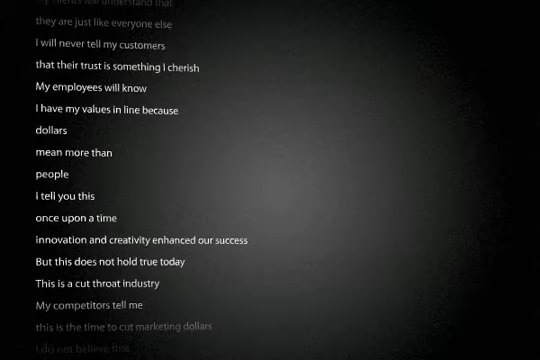 my clients will understand that
they are just like everyone else
I will never tell my customers
that their trust is something I cherish
My employees will know
I have my values in line because
dollars
mean more than
people
I tell you this
once upon a time
innovation and creativity enhanced our success
But this does not hold true today
This is a cut throat industry
My competitors tell me
this is the time to cut marketing dollars
I do not believe that